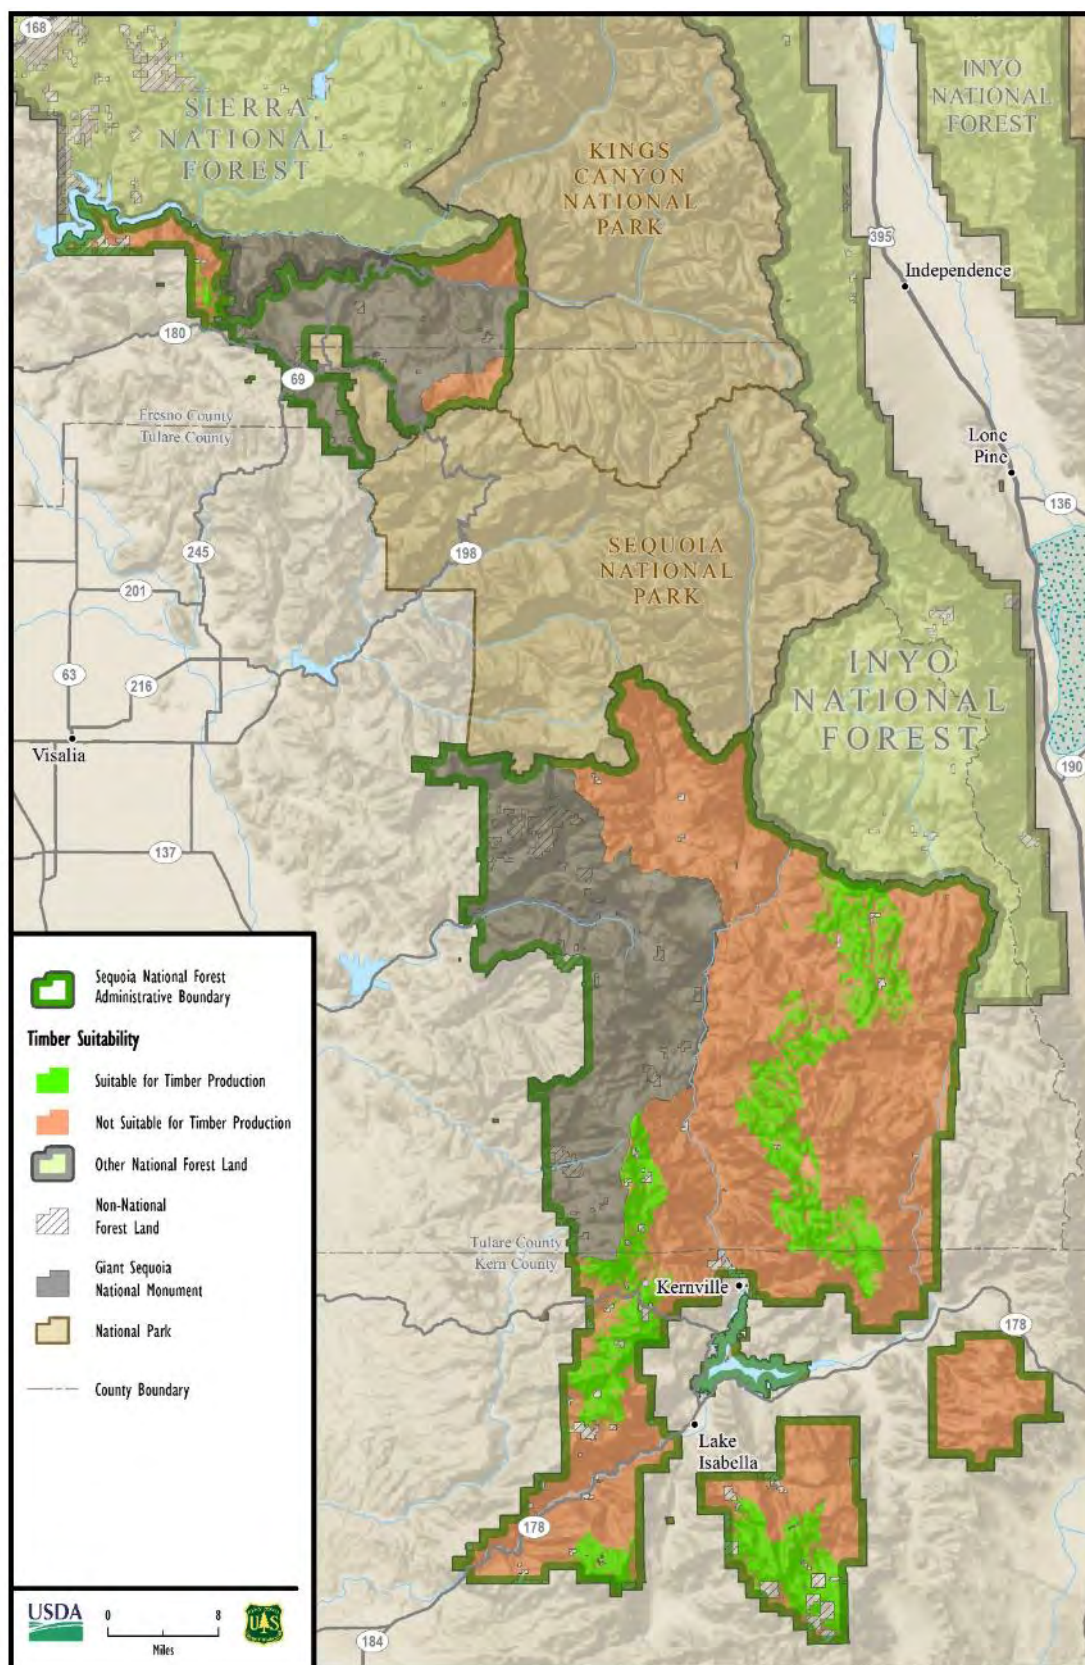 168
SIERRA
NATIONAL
FOREST
KINGS
CANYON
NATIONAL
PARK
INYO
NATIONAL
FOREST
395
Independence
180
69
Fresno County
Tulare County
Lone
Pine
136
245
198
201
SEQUOIA
NATIONAL
PARK
63
216
INYO
NATIONAL
FOREST
Visalia
190
137
Sequoia National Forest
Administrative Boundary
Timber Suitability
Suitable for Timber Production
Not Suitable for Timber Production
Other National Forest Land
Non-National
Forest Land
Giant Sequoia
National Monument
National Park
County Boundary
Tulare County
Kern County
Kernville
178
Lake
Isabella
178
184
USDA
0 8
Miles
U S